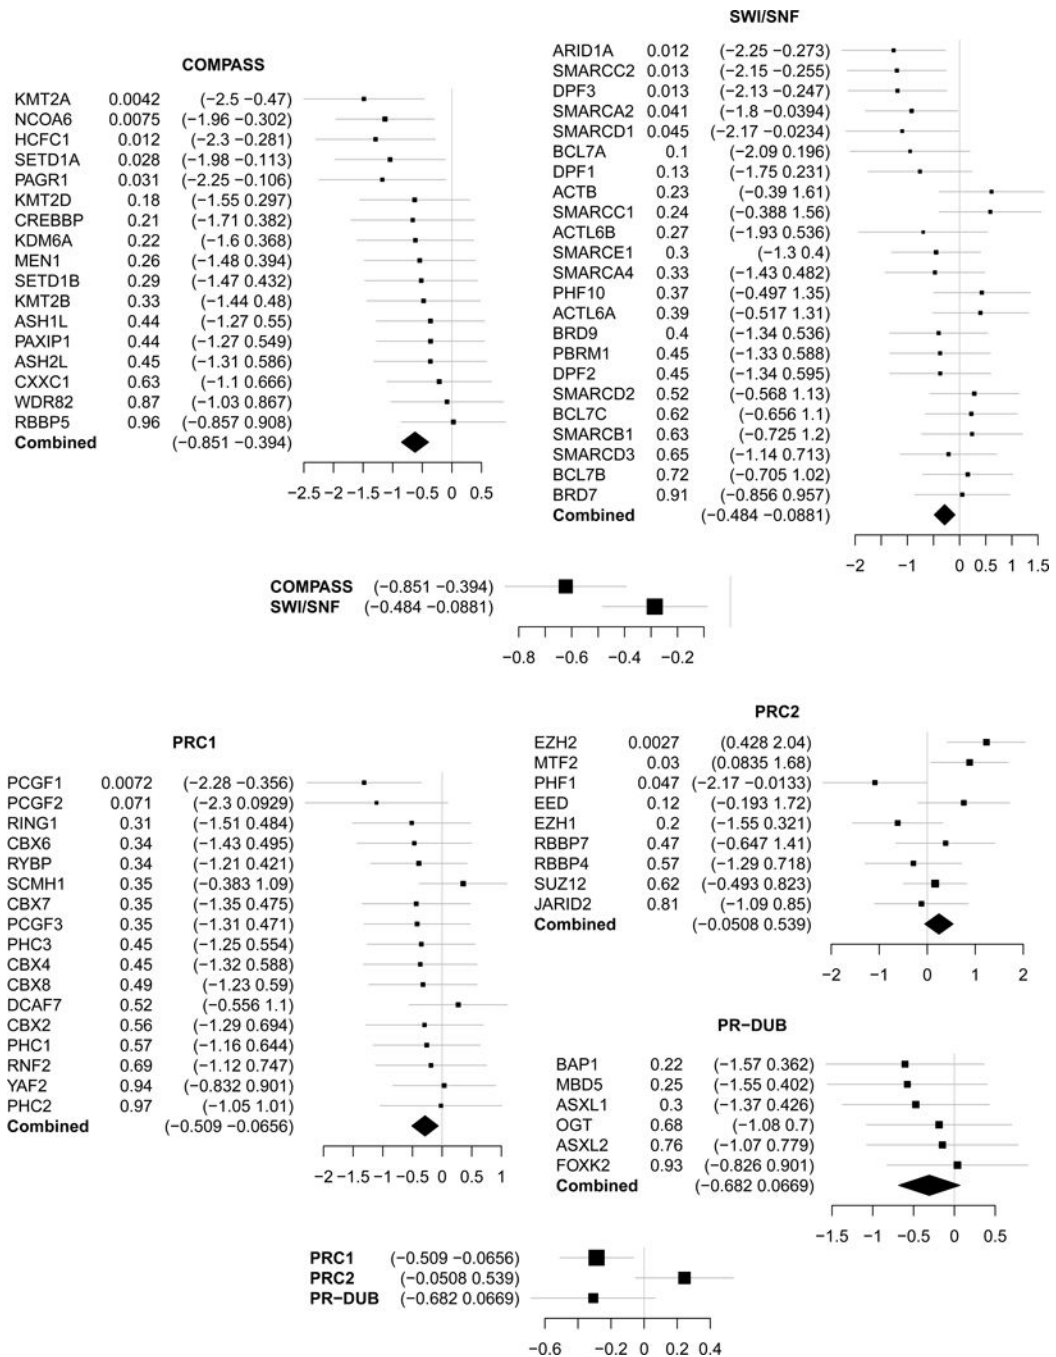 COMPASS
KMT2A 0.0042 (−2.5 −0.47)
NCOA6 0.0075 (−1.96 −0.302)
HCFC1 0.012 (−2.3 −0.281)
SETD1A 0.028 (−1.98 −0.113)
PAGR1 0.031 (−2.25 −0.106)
KMT2D 0.18 (−1.55 0.297)
CREBBP 0.21 (−1.71 0.382)
KDM6A 0.22 (−1.6 0.368)
MEN1 0.26 (−1.48 0.394)
SETD1B 0.29 (−1.47 0.432)
KMT2B 0.33 (−1.44 0.48)
ASH1L 0.44 (−1.27 0.55)
PAXIP1 0.44 (−1.27 0.549)
ASH2L 0.45 (−1.31 0.586)
CXXC1 0.63 (−1.1 0.666)
WDR82 0.87 (−1.03 0.867)
RBBP5 0.96 (−0.857 0.908)
Combined (−0.851 −0.394)
−2.5 −2 −1.5 −1 −0.5 0 0.5
SWI/SNF
ARID1A 0.012 (−2.25 −0.273)
SMARCC2 0.013 (−2.15 −0.255)
DPF3 0.013 (−2.13 −0.247)
SMARCA2 0.041 (−1.8 −0.0394)
SMARCD1 0.045 (−2.17 −0.0234)
BCL7A 0.1 (−2.09 0.196)
DPF1 0.13 (−1.75 0.231)
ACTB 0.23 (−0.39 1.61)
SMARCC1 0.24 (−0.388 1.56)
ACTL6B 0.27 (−1.93 0.536)
SMARCE1 0.3 (−1.3 0.4)
SMARCA4 0.33 (−1.43 0.482)
PHF10 0.37 (−0.497 1.35)
ACTL6A 0.39 (−0.517 1.31)
BRD9 0.4 (−1.34 0.536)
PBRM1 0.45 (−1.33 0.588)
DPF2 0.45 (−1.34 0.595)
SMARCD2 0.52 (−0.568 1.13)
BCL7C 0.62 (−0.656 1.1)
SMARCB1 0.63 (−0.725 1.2)
SMARCD3 0.65 (−1.14 0.713)
BCL7B 0.72 (−0.705 1.02)
BRD7 0.91 (−0.856 0.957)
Combined (−0.484 −0.0881)
−2 −1 0 0.5 1 1.5
COMPASS (−0.851 −0.394)
SWI/SNF (−0.484 −0.0881)
−0.8 −0.6 −0.4 −0.2
PRC1
PCGF1 0.0072 (−2.28 −0.356)
PCGF2 0.071 (−2.3 0.0929)
RING1 0.31 (−1.51 0.484)
CBX6 0.34 (−1.43 0.495)
RYBP 0.34 (−1.21 0.421)
SCMH1 0.35 (−0.383 1.09)
CBX7 0.35 (−1.35 0.475)
PCGF3 0.35 (−1.31 0.471)
PHC3 0.45 (−1.25 0.554)
CBX4 0.45 (−1.32 0.588)
CBX8 0.49 (−1.23 0.59)
DCAF7 0.52 (−0.556 1.1)
CBX2 0.56 (−1.29 0.694)
PHC1 0.57 (−1.16 0.644)
RNF2 0.69 (−1.12 0.747)
YAF2 0.94 (−0.832 0.901)
PHC2 0.97 (−1.05 1.01)
Combined (−0.509 −0.0656)
−2 −1.5 −1 −0.5 0 0.5 1
PRC2
EZH2 0.0027 (0.428 2.04)
MTF2 0.03 (0.0835 1.68)
PHF1 0.047 (−2.17 −0.0133)
EED 0.12 (−0.193 1.72)
EZH1 0.2 (−1.55 0.321)
RBBP7 0.47 (−0.647 1.41)
RBBP4 0.57 (−1.29 0.718)
SUZ12 0.62 (−0.493 0.823)
JARID2 0.81 (−1.09 0.85)
Combined (−0.0508 0.539)
−2 −1 0 1 2
PR−DUB
BAP1 0.22 (−1.57 0.362)
MBD5 0.25 (−1.55 0.402)
ASXL1 0.3 (−1.37 0.426)
OGT 0.68 (−1.08 0.7)
ASXL2 0.76 (−1.07 0.779)
FOXK2 0.93 (−0.826 0.901)
Combined (−0.682 0.0669)
−1.5 −1 −0.5 0 0.5
PRC1 (−0.509 −0.0656)
PRC2 (−0.0508 0.539)
PR−DUB (−0.682 0.0669)
−0.6 −0.2 0 0.2 0.4